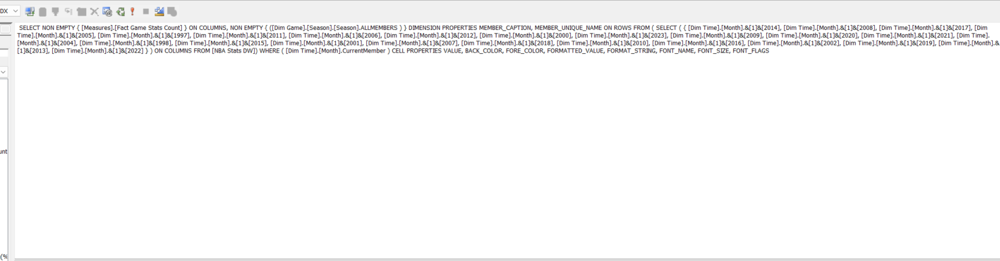 DX
SELECT NON EMPTY { [Measures].[Fact Game Stats Count] } ON COLUMNS, NON EMPTY { ([Dim Game].[Season].[Season].ALLMEMBERS ) } DIMENSION PROPERTIES MEMBER_CAPTION, MEMBER_UNIQUE_NAME ON ROWS FROM ( SELECT ( { [Dim Time].[Month].&[1]&[2014], [Dim Time].[Month].&[1]&[2008], [Dim Time].[Month].&[1]&[2017], [Dim
Time].[Month].&[1]&[2005], [Dim Time].[Month].&[1]&[1997], [Dim Time].[Month].&[1]&[2011], [Dim Time].[Month].&[1]&[2006], [Dim Time].[Month].&[1]&[2012], [Dim Time].[Month].&[1]&[2000], [Dim Time].[Month].&[1]&[2023], [Dim Time].[Month].&[1]&[2009], [Dim Time].[Month].&[1]&[2020], [Dim Time].[Month].&[1]&[2021], [Dim Time].
[Month].&[1]&[2004], [Dim Time].[Month].&[1]&[1998], [Dim Time].[Month].&[1]&[2015], [Dim Time].[Month].&[1]&[2001], [Dim Time].[Month].&[1]&[2007], [Dim Time].[Month].&[1]&[2018], [Dim Time].[Month].&[1]&[2010], [Dim Time].[Month].&[1]&[2016], [Dim Time].[Month].&[1]&[2002], [Dim Time].[Month].&[1]&[2019], [Dim Time].[Month].&
[1]&[2013], [Dim Time].[Month].&[1]&[2022] } ) ON COLUMNS FROM [NBA Stats DW]) WHERE ( [Dim Time].[Month].CurrentMember ) CELL PROPERTIES VALUE, BACK_COLOR, FORE_COLOR, FORMATTED_VALUE, FORMAT_STRING, FONT_NAME, FONT_SIZE, FONT_FLAGS
unt
(%